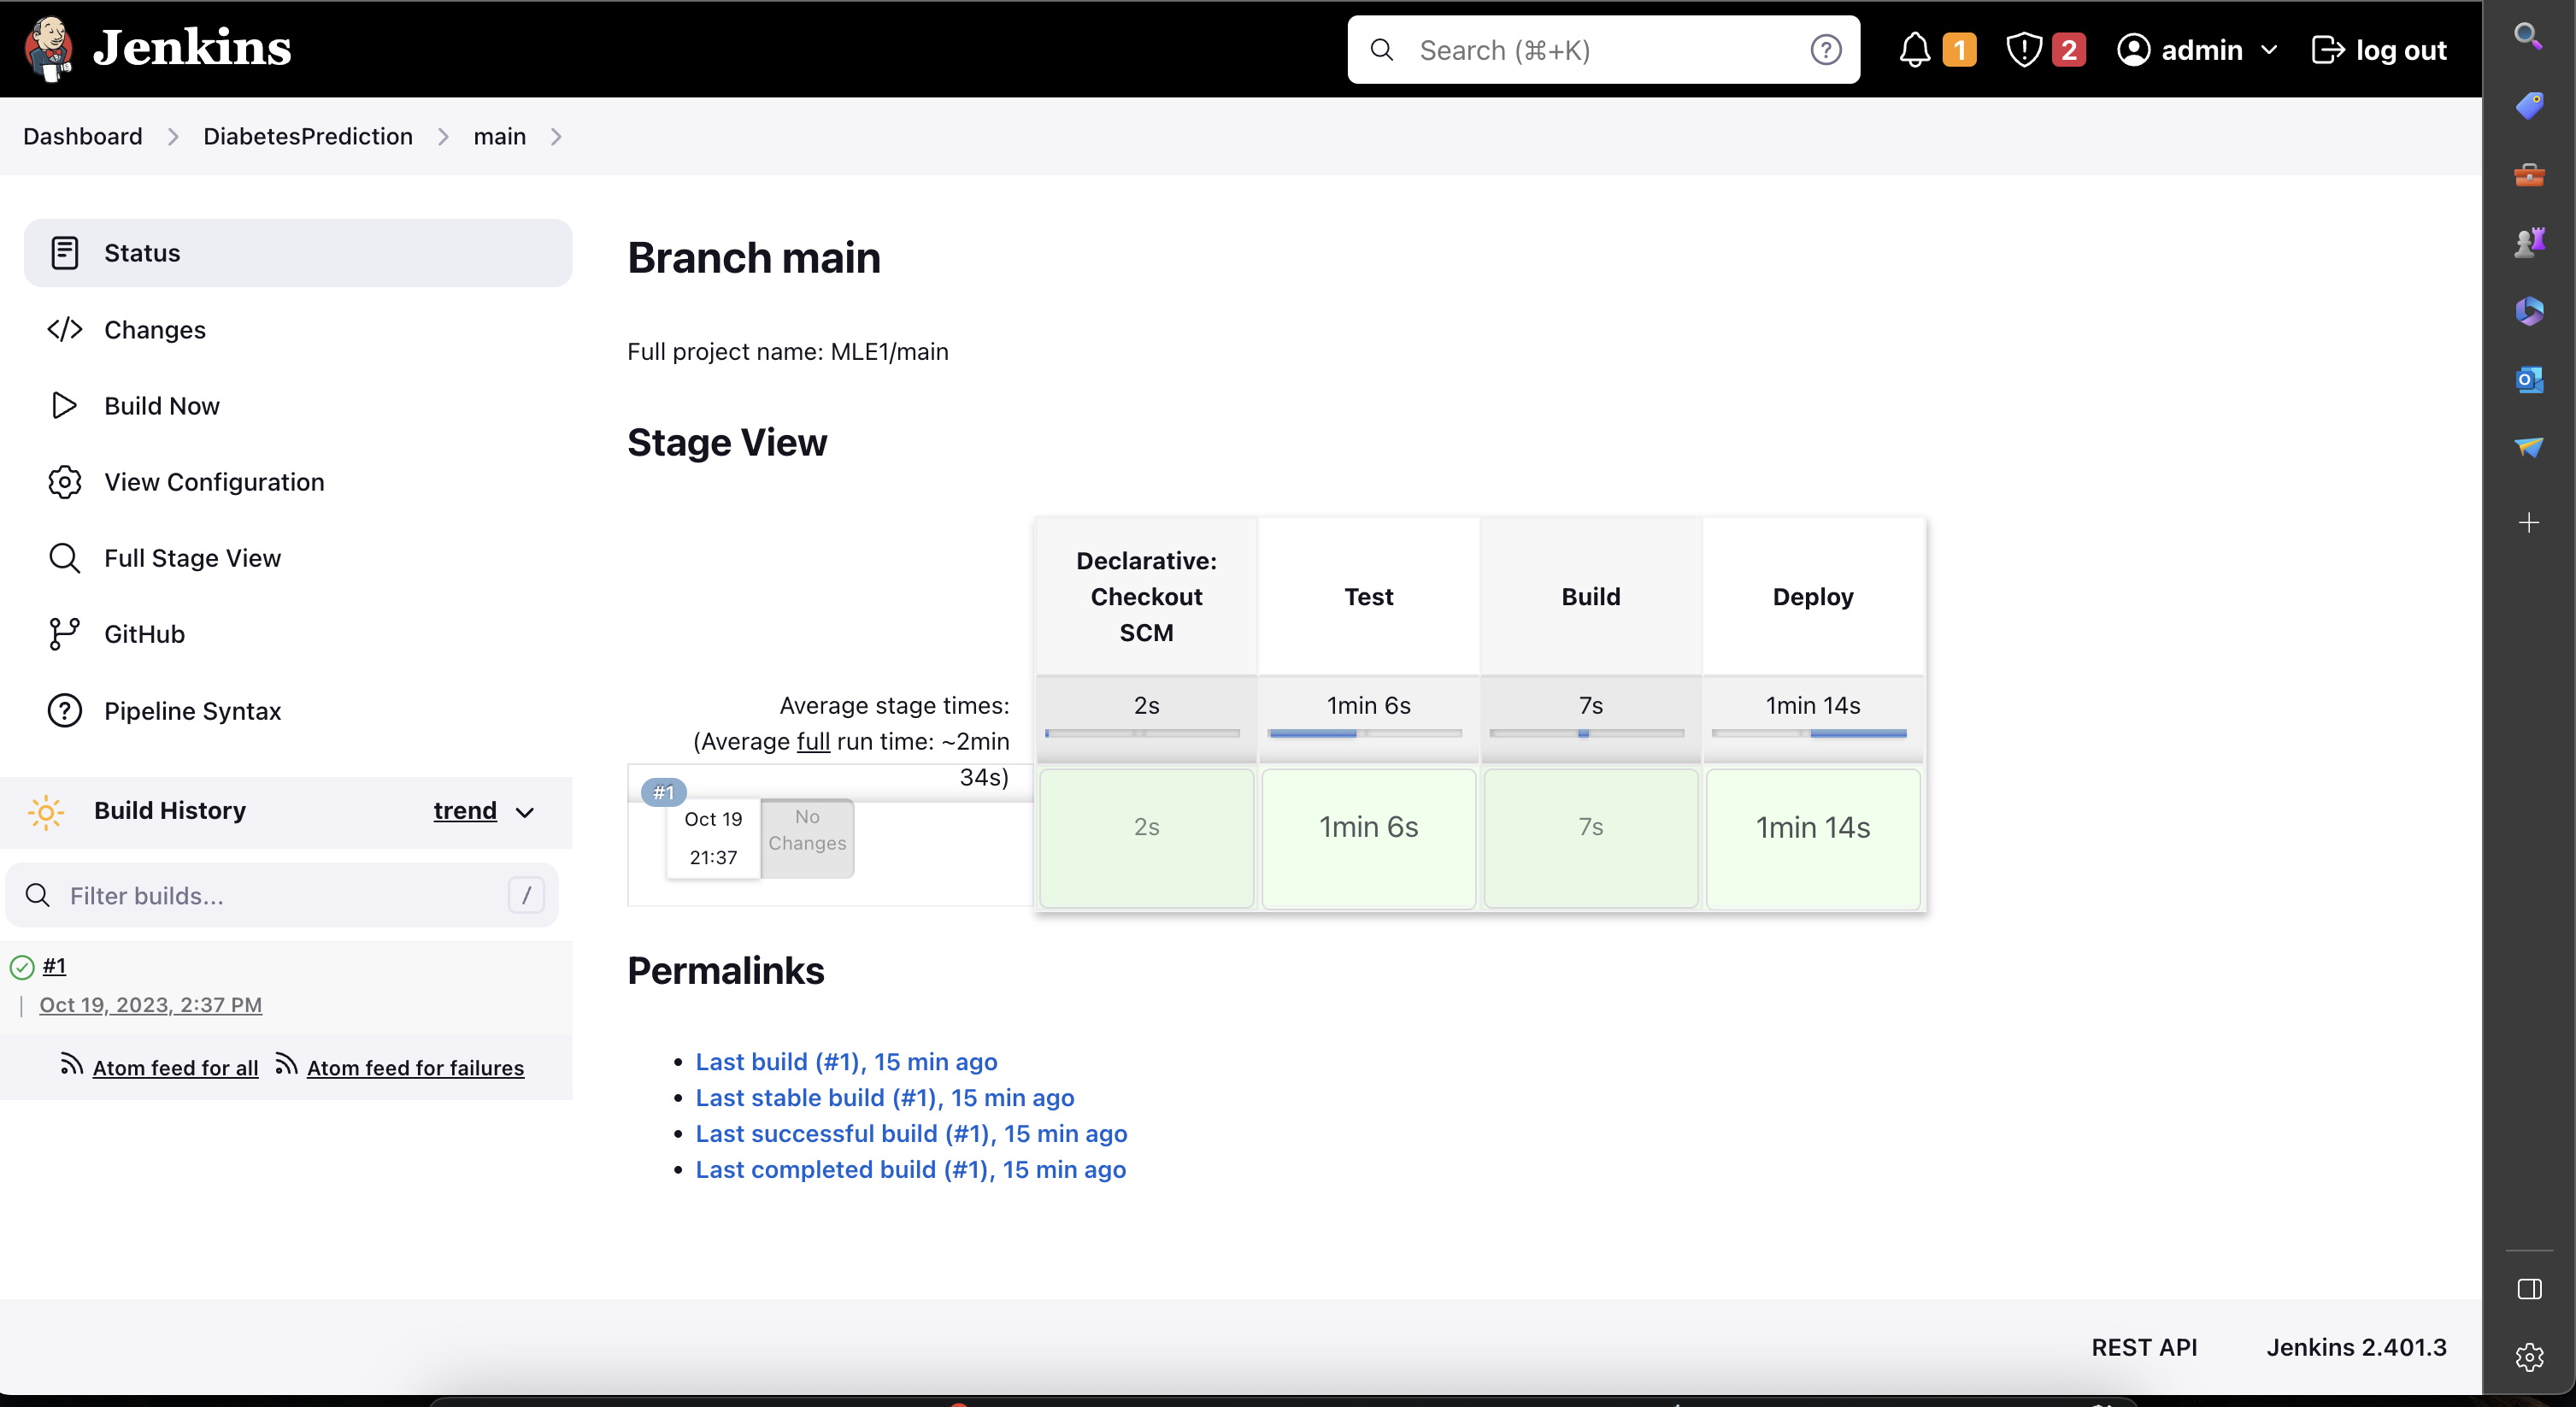 Jenkins
Search (⌘+K)
1
2
admin
log out
Dashboard
DiabetesPrediction
main
Status
Changes
Build Now
View Configuration
Full Stage View
GitHub
Pipeline Syntax
Build History
trend
Filter builds...
/
#1
Oct 19, 2023, 2:37 PM
Atom feed for all
Atom feed for failures
Branch main
Full project name: MLE1/main
Stage View
Declarative:
Checkout
SCM
Test
Build
Deploy
Average stage times:
(Average full run time: ~2min
34s)
2s
1min 6s
7s
1min 14s
#1
Oct 19
21:37
No
Changes
2s
1min 6s
7s
1min 14s
Permalinks
Last build (#1), 15 min ago
Last stable build (#1), 15 min ago
Last successful build (#1), 15 min ago
Last completed build (#1), 15 min ago
REST API
Jenkins 2.401.3